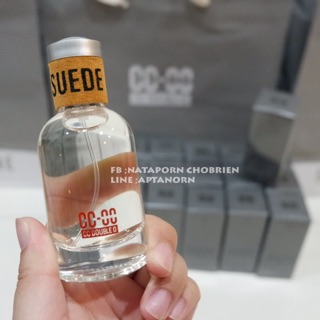 SUEDE
CC-OO
FB ;NATAPORN CHOBRIEN
LINE ;APTANORN
CC-OO
CC DOUBLE O